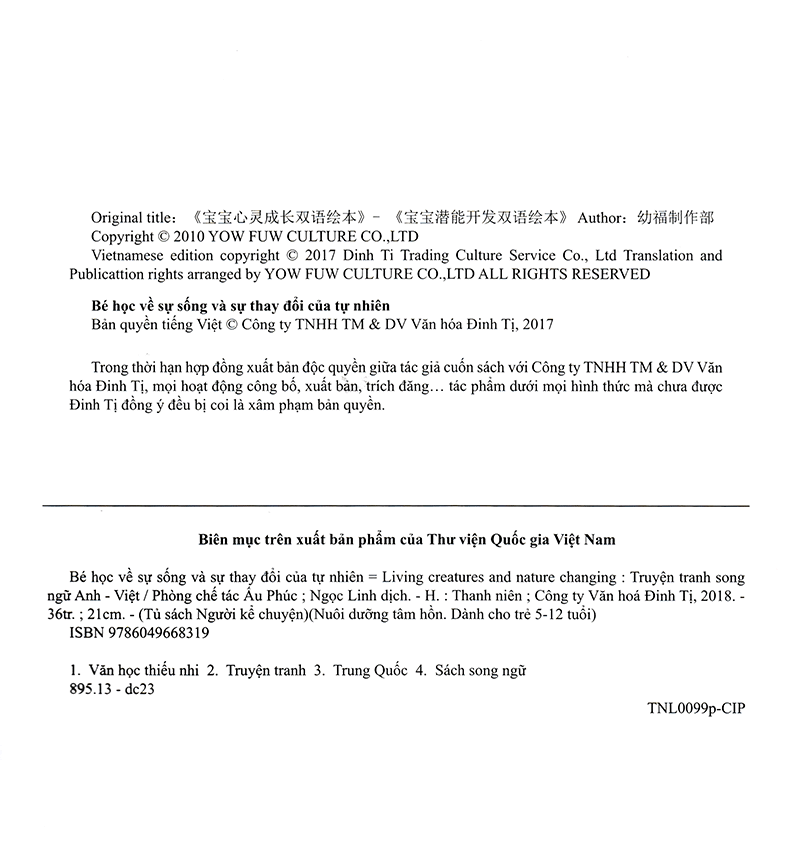 Original title: 《宝宝心灵成长双语绘本》- 《宝宝潜能开发双语绘本》 Author: 幼福制作部
Copyright © 2010 YOW FUW CULTURE CO.,LTD
Vietnamese edition copyright © 2017 Dinh Ti Trading Culture Service Co., Ltd Translation and
Publicattion rights arranged by YOW FUW CULTURE CO.,LTD ALL RIGHTS RESERVED
Bé học về sự sống và sự thay đổi của tự nhiên
Bản quyền tiếng Việt © Công ty TNHH TM & DV Văn hóa Đinh Tị, 2017
Trong thời hạn hợp đồng xuất bản độc quyền giữa tác giả cuốn sách với Công ty TNHH TM & DV Văn
hóa Đinh Tị, mọi hoạt động công bố, xuất bản, trích đăng... tác phẩm dưới mọi hình thức mà chưa được
Đinh Tị đồng ý đều bị coi là xâm phạm bản quyền.
Biên mục trên xuất bản phẩm của Thư viện Quốc gia Việt Nam
Bé học về sự sống và sự thay đổi của tự nhiên = Living creatures and nature changing : Truyện tranh song
ngữ Anh - Việt / Phòng chế tác Ấu Phúc ; Ngọc Linh dịch. - H. : Thanh niên ; Công ty Văn hoá Đinh Tị, 2018. -
36tr. ; 21cm. - (Tủ sách Người kể chuyện)(Nuôi dưỡng tâm hồn. Dành cho trẻ 5-12 tuổi)
ISBN 9786049668319
1. Văn học thiếu nhi 2. Truyện tranh 3. Trung Quốc 4. Sách song ngữ
895.13 - dc23
TNL0099p-CIP